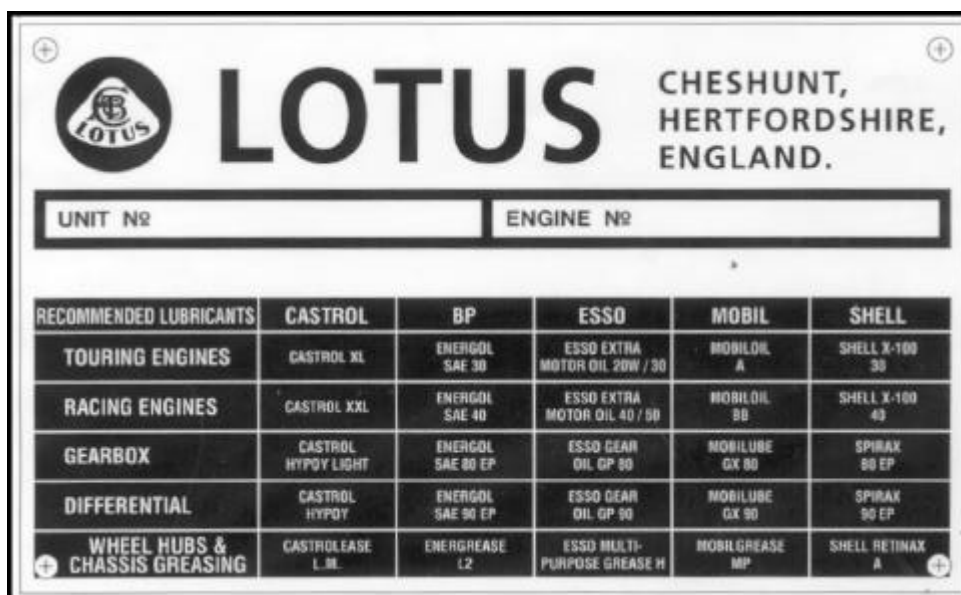 LOTUS
LOTUS
CHESHUNT,
HERTFORDSHIRE,
ENGLAND.
UNIT Nº
ENGINE Nº
RECOMMENDED LUBRICANTS CASTROL BP ESSO MOBIL SHELL
TOURING ENGINES CASTROL XL ENERGOL SAE 30 ESSO EXTRA MOTOR OIL 20W / 30 MOBILOIL A SHELL X-100 30
RACING ENGINES CASTROL XXL ENERGOL SAE 40 ESSO EXTRA MOTOR OIL 40 / 50 MOBILOIL BB SHELL X-100 40
GEARBOX CASTROL HYPOY LIGHT ENERGOL SAE 80 EP ESSO GEAR OIL GP 80 MOBILUBE GX 80 SPIRAX 80 EP
DIFFERENTIAL CASTROL HYPOY ENERGOL SAE 90 EP ESSO GEAR OIL GP 90 MOBILUBE GX 90 SPIRAX 90 EP
WHEEL HUBS & CHASSIS GREASING CASTROLEASE L.M. ENERGREASE L2 ESSO MULTI-PURPOSE GREASE H MOBILGREASE MP SHELL RETINAX A